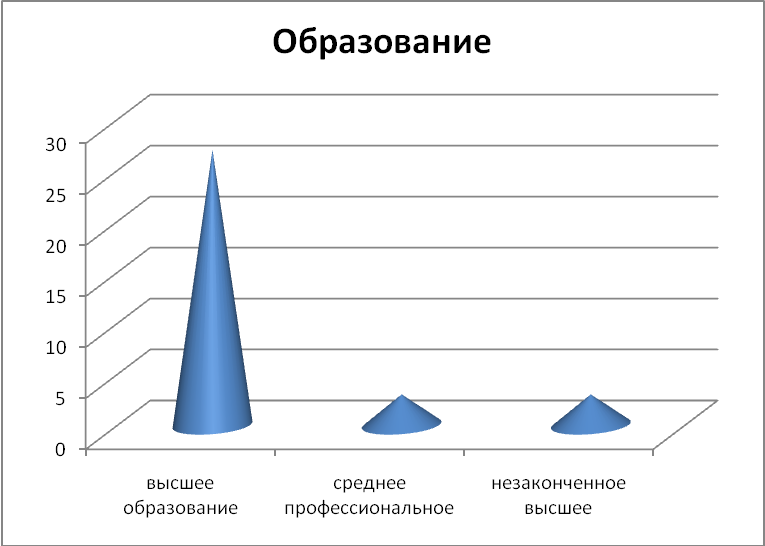 Образование
30
25
20
15
10
5
0
высшее
образование
среднее
профессиональное
незаконченное
высшее